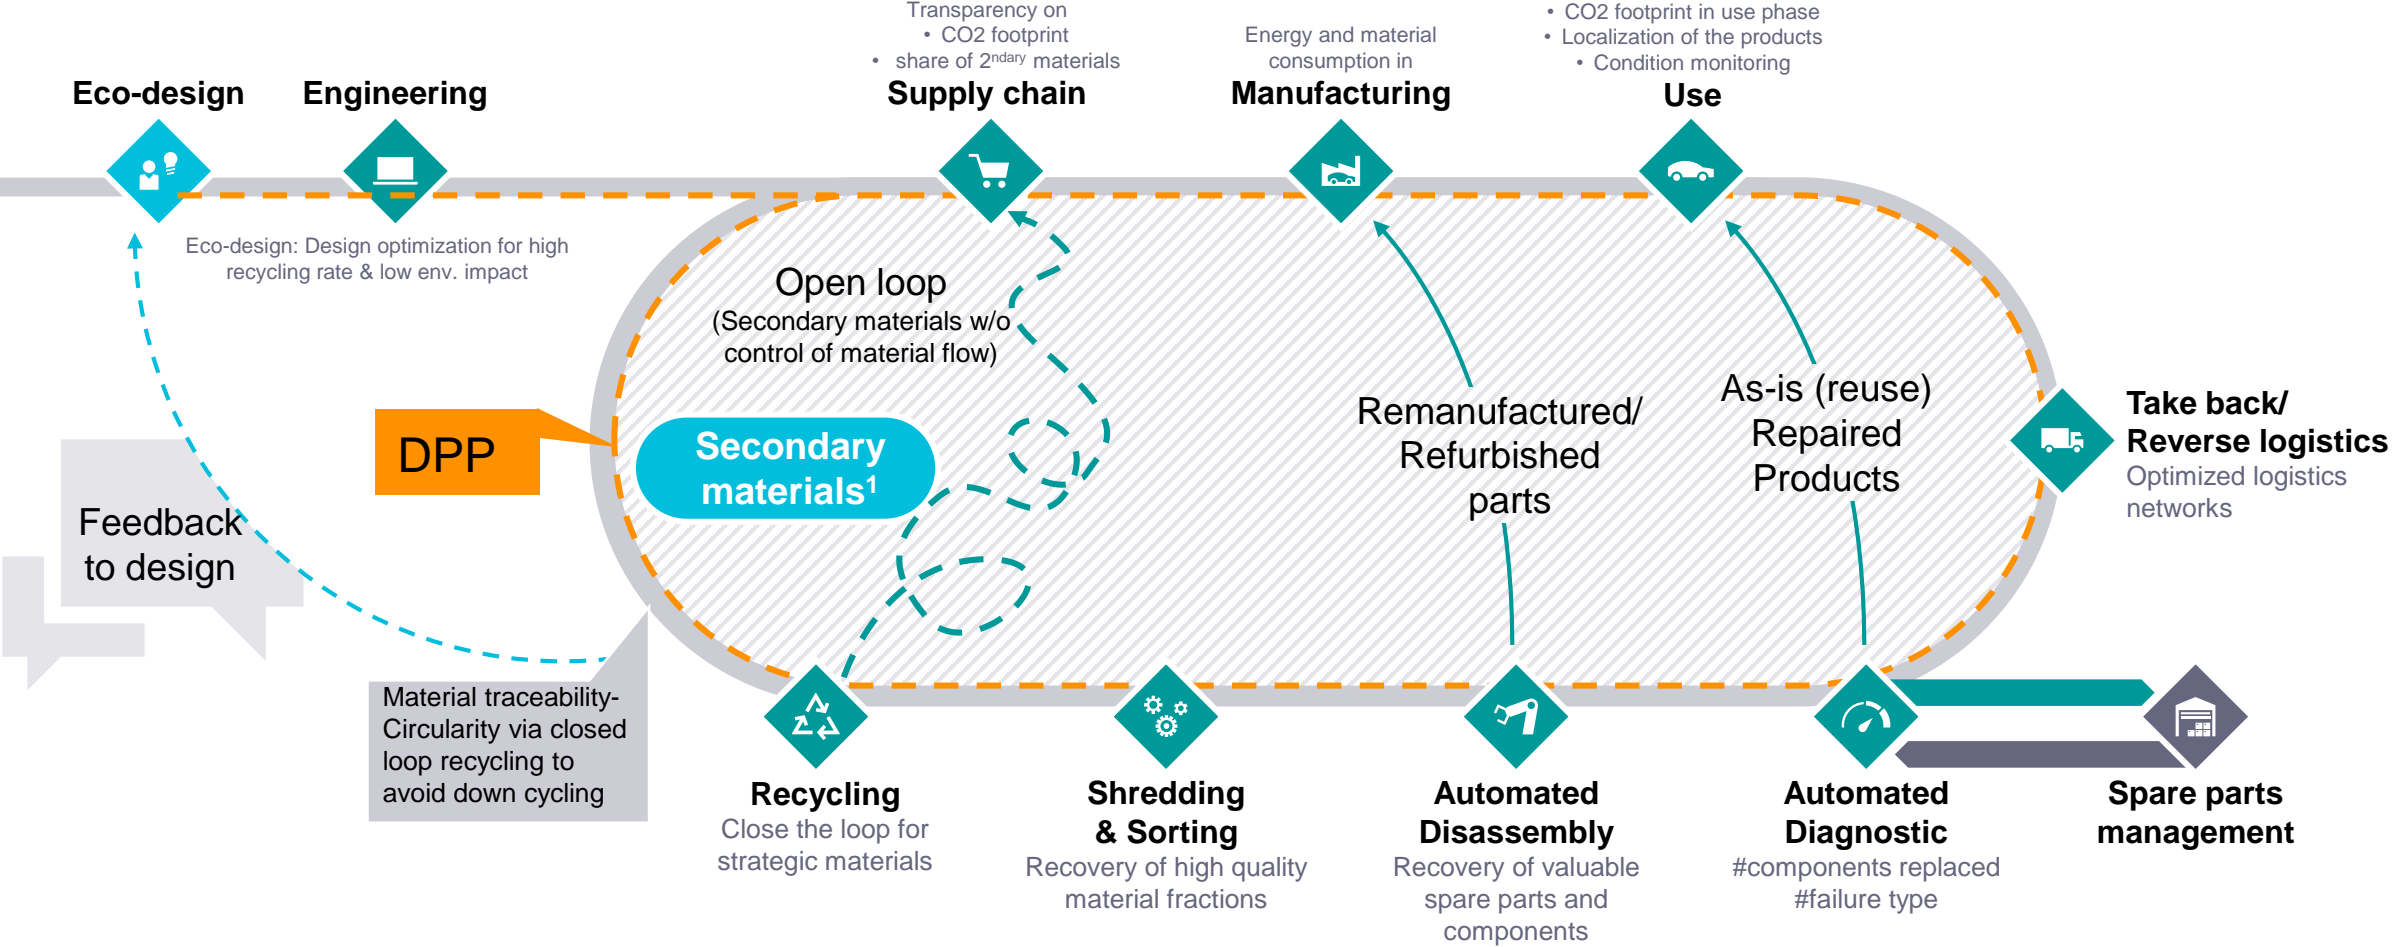 Transparency on
• CO2 footprint
• share of 2ndary materials
Supply chain
Energy and material
consumption in
Manufacturing
• CO2 footprint in use phase
• Localization of the products
• Condition monitoring
Use
Eco-design
Engineering
Eco-design: Design optimization for high
recycling rate & low env. impact
Open loop
(Secondary materials w/o
control of material flow)
DPP
Secondary
materials1
Remanufactured/
Refurbished
parts
As-is (reuse)
Repaired
Products
Take back/
Reverse logistics
Optimized logistics
networks
Feedback
to design
Material traceability-
Circularity via closed
loop recycling to
avoid down cycling
Recycling
Close the loop for
strategic materials
Shredding
& Sorting
Recovery of high quality
material fractions
Automated
Disassembly
Recovery of valuable
spare parts and
components
Automated
Diagnostic
#components replaced
#failure type
Spare parts
management